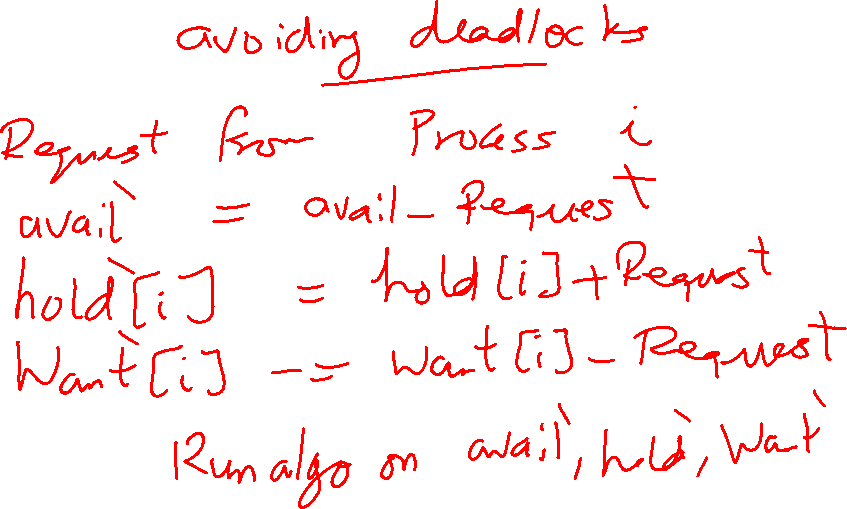 avoiding deadlocks
Request from Process i
avail` = avail - Request
hold`[i] = hold[i] + Request
Want`[i] -= Want[i] - Request
Run algo on avail`, hold`, Want`